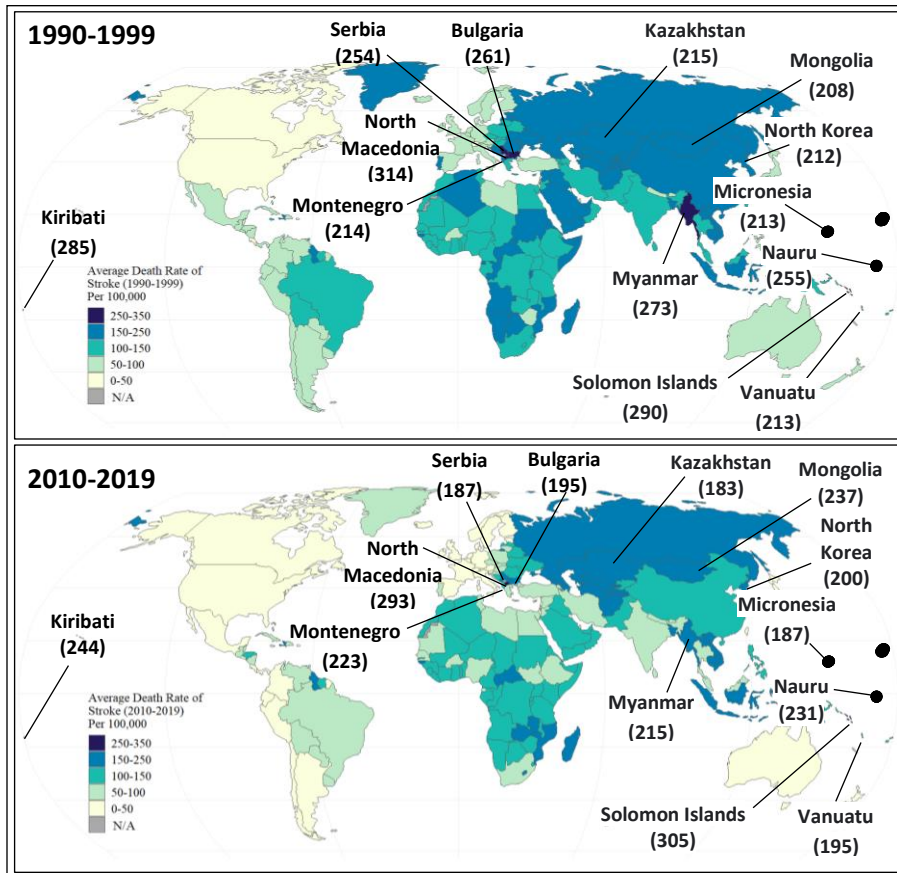 1990-1999
Serbia
(254)
Bulgaria
(261)
Kazakhstan
(215)
Mongolia
(208)
North
Macedonia
(314)
North Korea
(212)
Montenegro
(214)
Micronesia
(213)
Kiribati
(285)
Nauru
(255)
Myanmar
(273)
Average Death Rate of
Stroke (1990-1999)
Per 100,000
250-350
150-250
100-150
50-100
0-50
N/A
Solomon Islands
(290)
Vanuatu
(213)
2010-2019
Serbia
(187)
Bulgaria
(195)
Kazakhstan
(183)
Mongolia
(237)
North
Macedonia
(293)
North
Korea
(200)
Micronesia
(187)
Kiribati
(244)
Montenegro
(223)
Nauru
(231)
Myanmar
(215)
Average Death Rate of
Stroke (2010-2019)
Per 100,000
250-350
150-250
100-150
50-100
0-50
N/A
Solomon Islands
(305)
Vanuatu
(195)